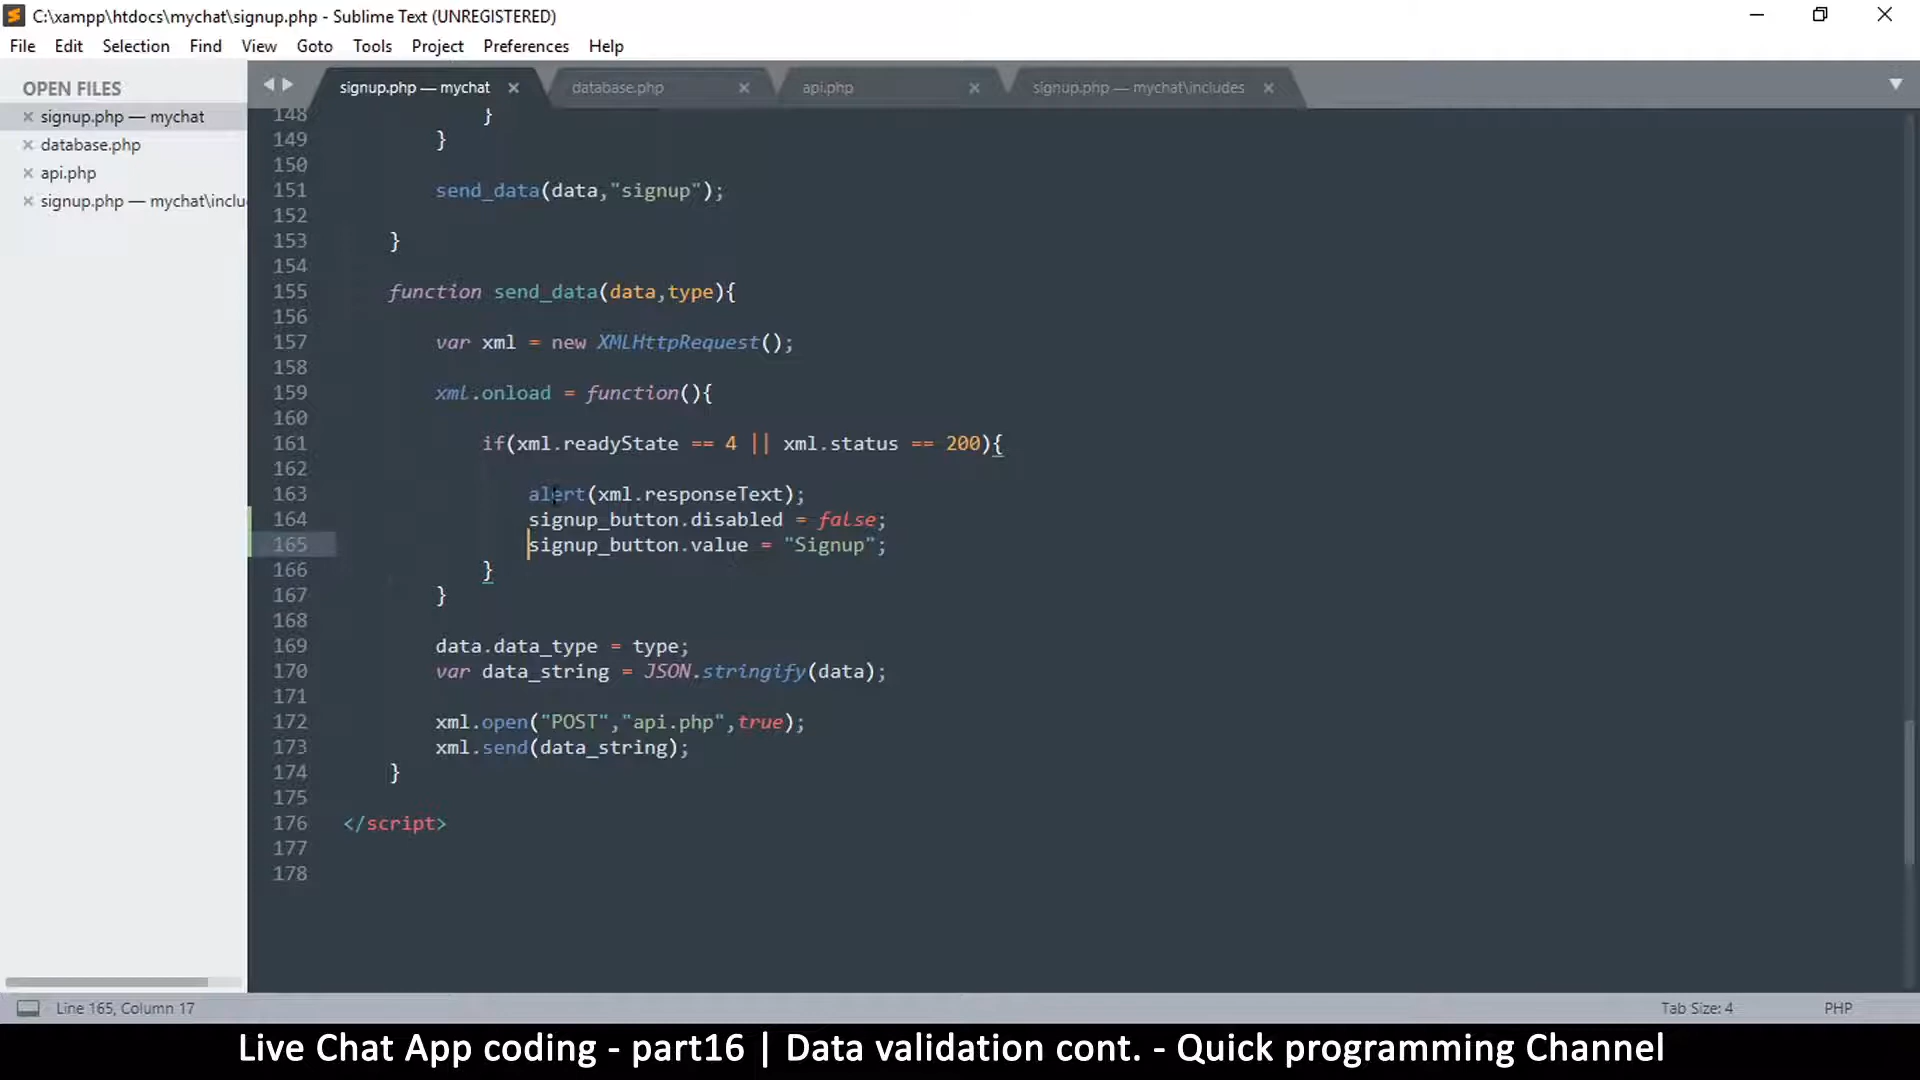 C:\xampp\htdocs\mychat\signup.php - Sublime Text (UNREGISTERED)
File Edit Selection Find View Goto Tools Project Preferences Help
OPEN FILES
signup.php — mychat
database.php
api.php
signup.php — mychat\inclu
signup.php — mychat database.php api.php signup.php — mychat\includes
148 }
149 }
150
151 send_data(data,"signup");
152
153 }
154
155 function send_data(data,type){
156
157 var xml = new XMLHttpRequest();
158
159 xml.onload = function(){
160
161 if(xml.readyState == 4 || xml.status == 200){
162
163 alert(xml.responseText);
164 signup_button.disabled = false;
165 signup_button.value = "Signup";
166 }
167 }
168
169 data.data_type = type;
170 var data_string = JSON.stringify(data);
171
172 xml.open("POST","api.php",true);
173 xml.send(data_string);
174 }
175
176 </script>
177
178
Line 165, Column 17 Tab Size: 4 PHP
Live Chat App coding - part16 | Data validation cont. - Quick programming Channel